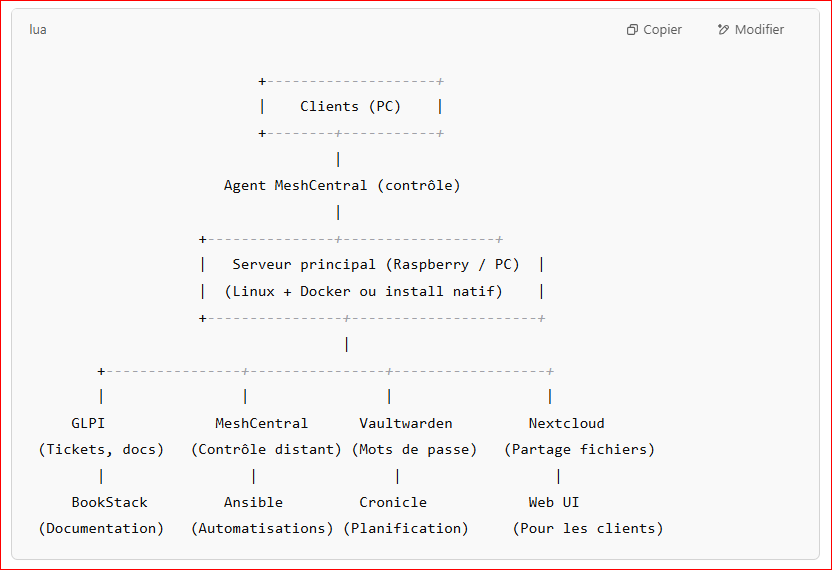 lua Copier Modifier
+--------------------+
| Clients (PC) |
+--------+-----------+
|
Agent MeshCentral (contrôle)
|
+---------------+------------------+
| Serveur principal (Raspberry / PC) |
| (Linux + Docker ou install natif) |
+----------------+----------------------+
|
+----------------+----------------+------------------+
| | | |
GLPI MeshCentral Vaultwarden Nextcloud
(Tickets, docs) (Contrôle distant) (Mots de passe) (Partage fichiers)
| | | |
BookStack Ansible Cronicle Web UI
(Documentation) (Automatisations) (Planification) (Pour les clients)